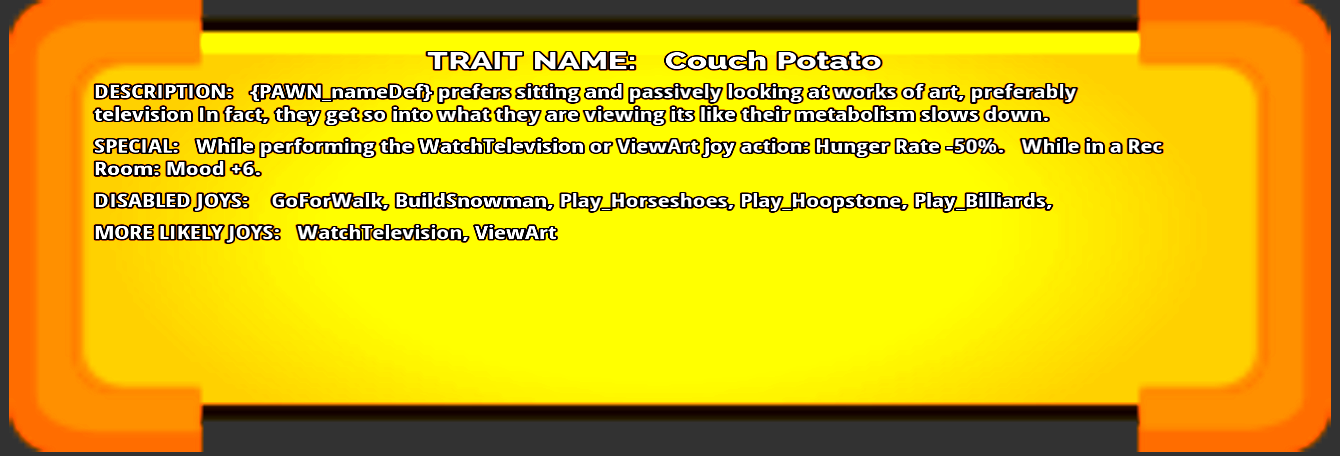 TRAIT NAME: Couch Potato
DESCRIPTION: {PAWN_nameDef} prefers sitting and passively looking at works of art, preferably
television In fact, they get so into what they are viewing its like their metabolism slows down.
SPECIAL: While performing the WatchTelevision or ViewArt joy action: Hunger Rate -50%. While in a Rec
Room: Mood +6.
DISABLED JOYS: GoForWalk, BuildSnowman, Play_Horseshoes, Play_Hoopstone, Play_Billiards,
MORE LIKELY JOYS: WatchTelevision, ViewArt